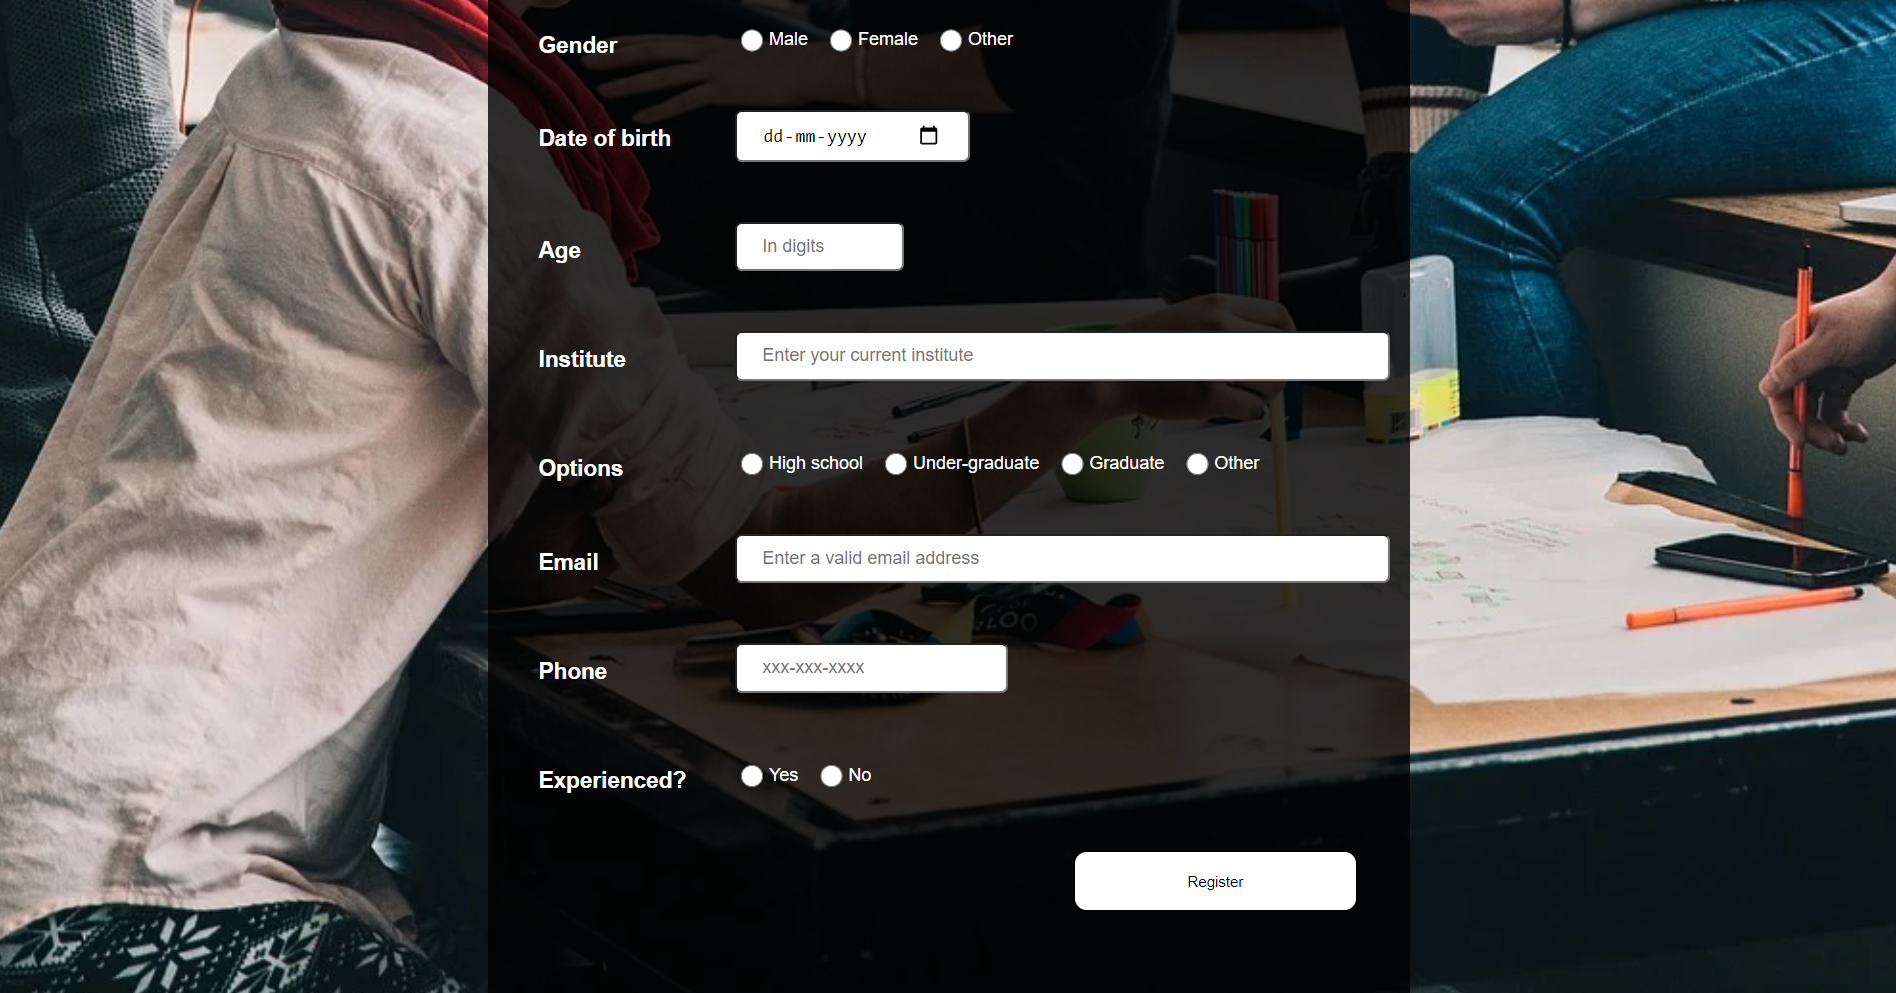 Gender Male Female Other
Date of birth dd-mm-yyyy
Age In digits
Institute Enter your current institute
Options High school Under-graduate Graduate Other
Email Enter a valid email address
Phone xxx-xxx-xxxx
Experienced? Yes No
Register